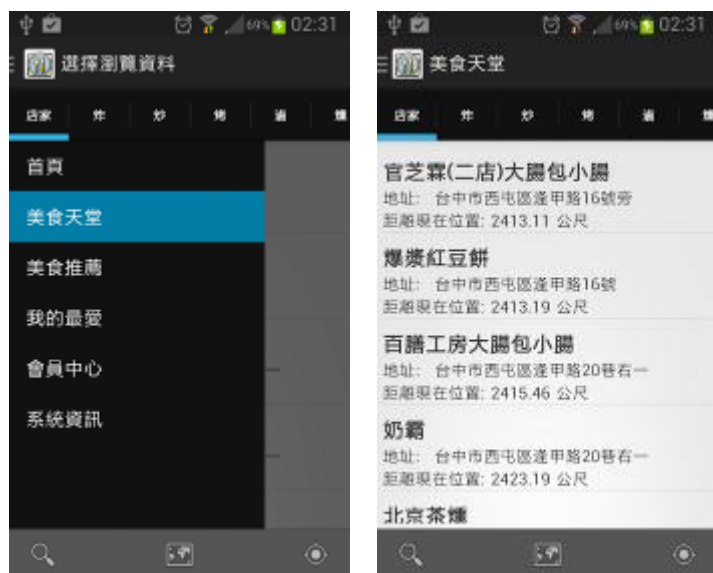 69% 02:31
選擇瀏覽資料
店家 炸 炒 烤 滷 燻
首頁
美食天堂
美食推薦
我的最愛
會員中心
系統資訊
69% 02:31
美食天堂
店家 炸 炒 烤 滷
官芝霖(二店)大腸包小腸
地址: 台中市西屯區逢甲路16號旁
距離現在位置: 2413.11 公尺
爆漿紅豆餅
地址: 台中市西屯區逢甲路16號
距離現在位置: 2413.19 公尺
百膳工房大腸包小腸
地址: 台中市西屯區逢甲路20巷右一
距離現在位置: 2415.46 公尺
奶霸
地址: 台中市西屯區逢甲路20巷右一
距離現在位置: 2423.19 公尺
北京茶燻